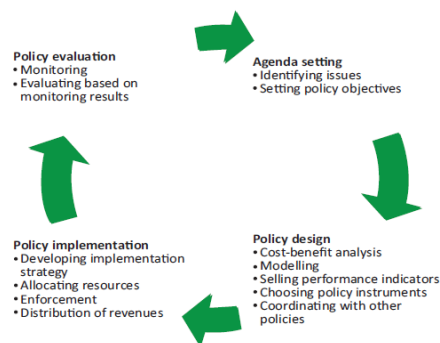 Policy evaluation
• Monitoring
• Evaluating based on
monitoring results
Agenda setting
• Identifying issues
• Setting policy objectives
Policy design
• Cost-benefit analysis
• Modelling
• Selling performance indicators
• Choosing policy instruments
• Coordinating with other
policies
Policy implementation
• Developing implementation
strategy
• Allocating resources
• Enforcement
• Distribution of revenues